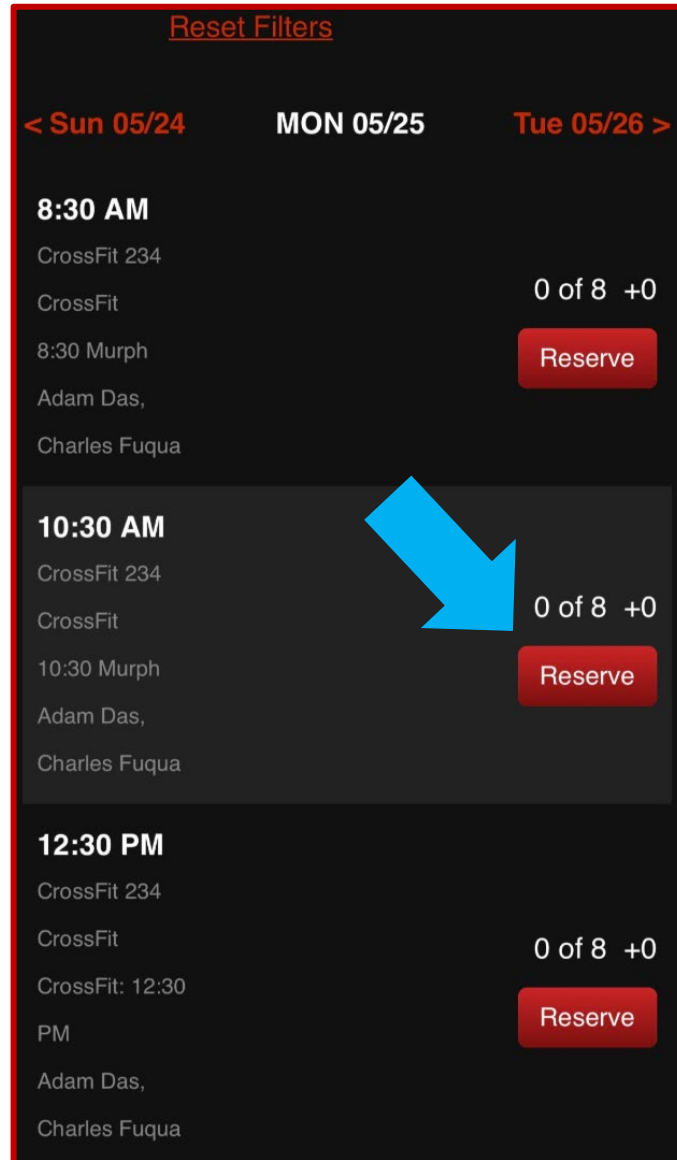 Reset Filters
< Sun 05/24 MON 05/25 Tue 05/26 >
8:30 AM
CrossFit 234
CrossFit
8:30 Murph
Adam Das,
Charles Fuqua
0 of 8 +0
Reserve
10:30 AM
CrossFit 234
CrossFit
10:30 Murph
Adam Das,
Charles Fuqua
0 of 8 +0
Reserve
12:30 PM
CrossFit 234
CrossFit
CrossFit: 12:30
PM
Adam Das,
Charles Fuqua
0 of 8 +0
Reserve